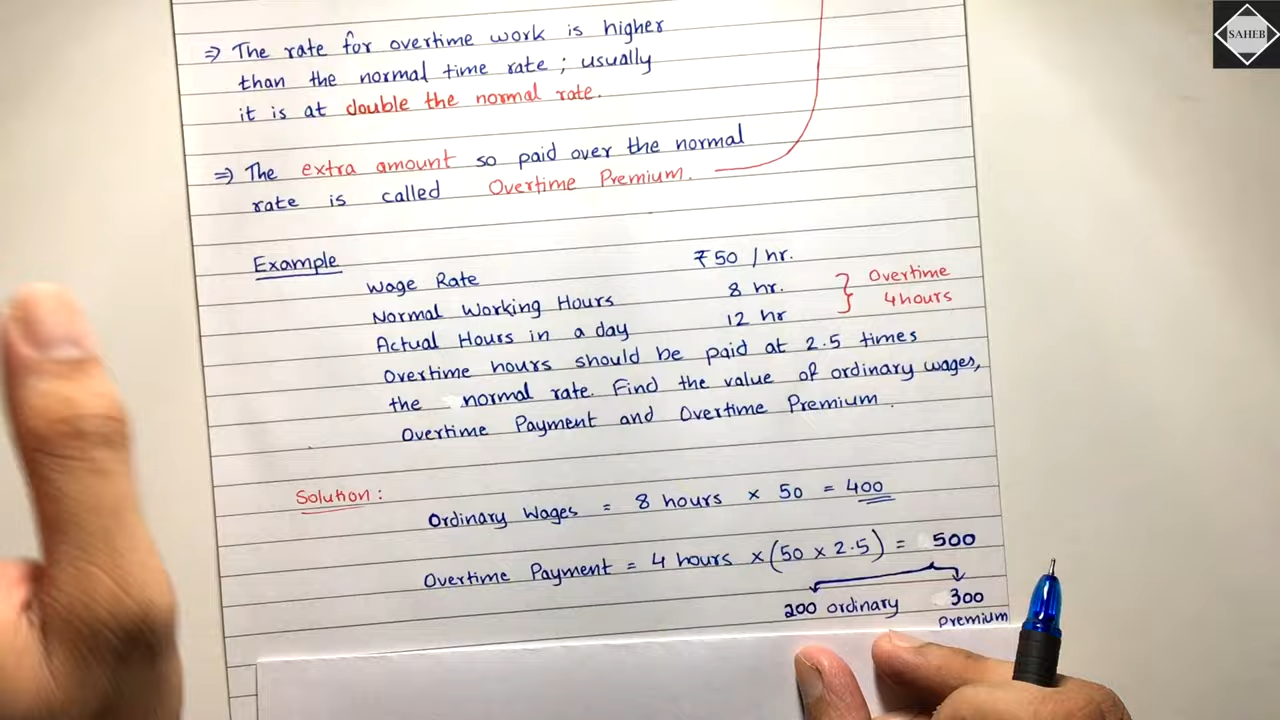 SAHEB
⇒ The rate for overtime work is higher
than the normal time rate ; usually
it is at double the normal rate.
⇒ The extra amount so paid over the normal
rate is called Overtime Premium.
Example
Wage Rate ₹50 / hr.
Normal Working Hours 8 hr.
Actual Hours in a day 12 hr
} Overtime
4 hours
Overtime hours should be paid at 2.5 times
the normal rate. Find the value of ordinary wages,
Overtime Payment and Overtime Premium.
Solution :
Ordinary Wages = 8 hours × 50 = 400
Overtime Payment = 4 hours × (50 × 2.5) = 500
200 ordinary 300
Premium